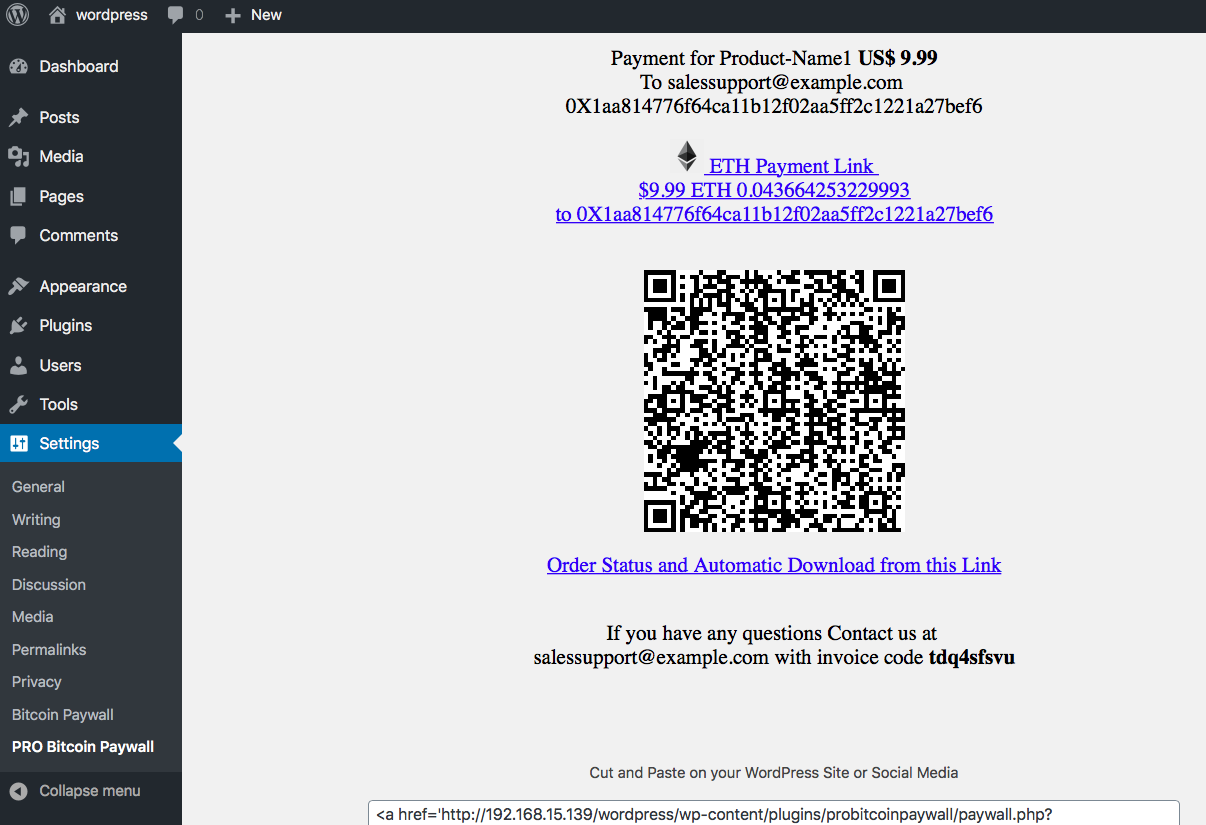 wordpress 0 New
Dashboard
Posts
Media
Pages
Comments
Appearance
Plugins
Users
Tools
Settings
General
Writing
Reading
Discussion
Media
Permalinks
Privacy
Bitcoin Paywall
PRO Bitcoin Paywall
Collapse menu
Payment for Product-Name1 US$ 9.99
To salessupport@example.com
0X1aa814776f64ca11b12f02aa5ff2c1221a27bef6
ETH Payment Link
$9.99 ETH 0.043664253229993
to 0X1aa814776f64ca11b12f02aa5ff2c1221a27bef6
Order Status and Automatic Download from this Link
If you have any questions Contact us at
salessupport@example.com with invoice code tdq4sfsvu
Cut and Paste on your WordPress Site or Social Media
<a href='http://192.168.15.139/wordpress/wp-content/plugins/probitcoinpaywall/paywall.php?